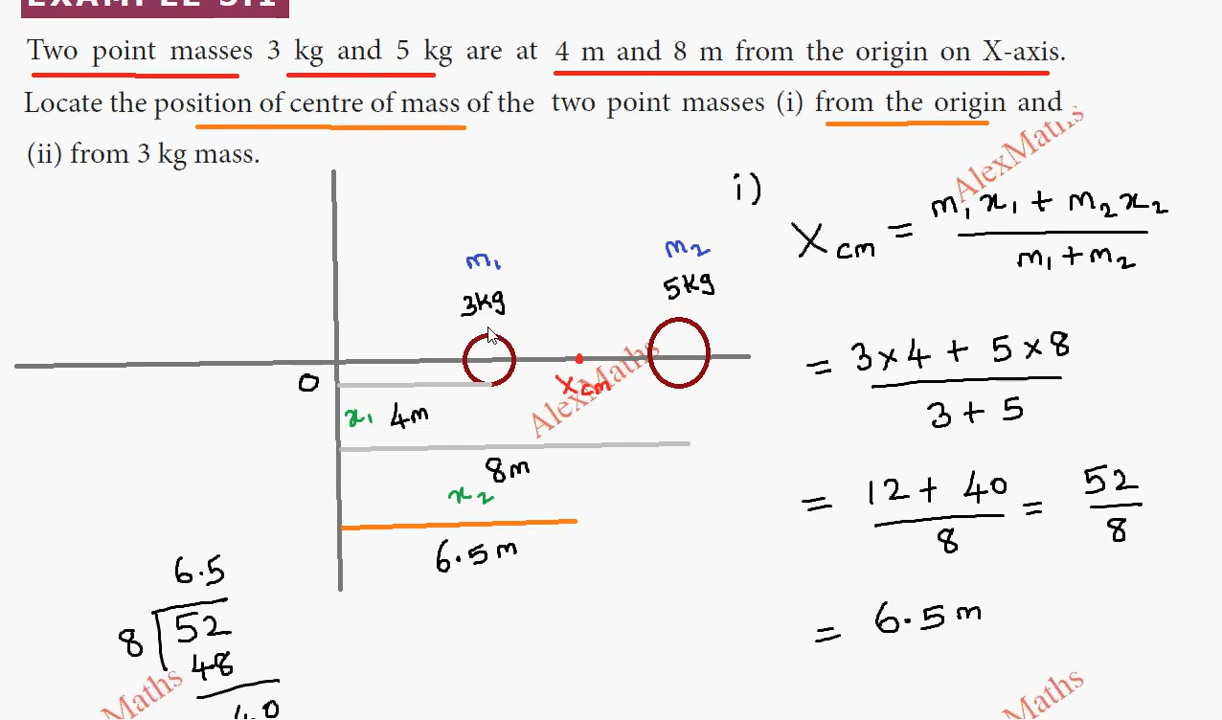 EXAMPLE 5.1
Two point masses 3 kg and 5 kg are at 4 m and 8 m from the origin on X-axis.
Locate the position of centre of mass of the two point masses (i) from the origin and
(ii) from 3 kg mass.
AlexMaths
i)
X cm = m₁x₁ + m₂x₂
m₁ + m₂
m₁
3kg
m₂
5kg
O
Xcm
AlexMaths
x₁ 4m
8m
x₂
6.5m
= 3×4 + 5×8
3 + 5
= 12 + 40 = 52
8 8
= 6.5m
6.5
8 52
48
40
Maths
AlexMaths